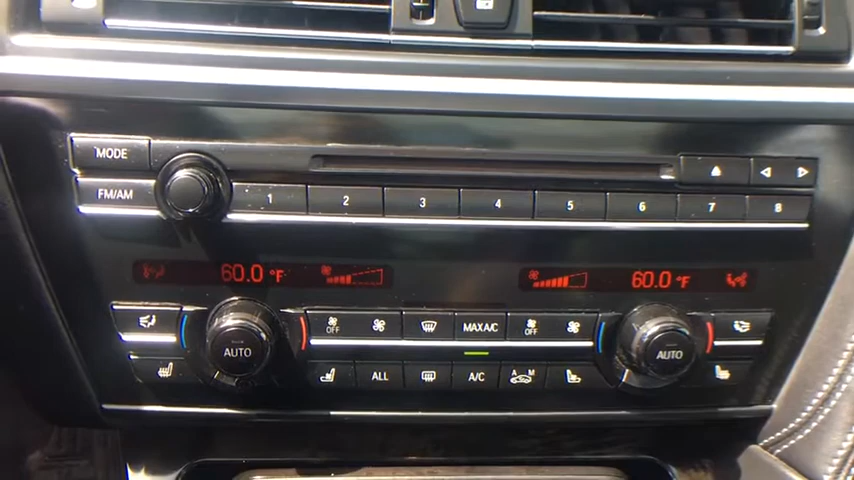 MODE
FM/AM
1 2 3 4 5 6 7 8
60.0 °F 60.0 °F
OFF MAX A/C OFF
AUTO AUTO
ALL A/C A M